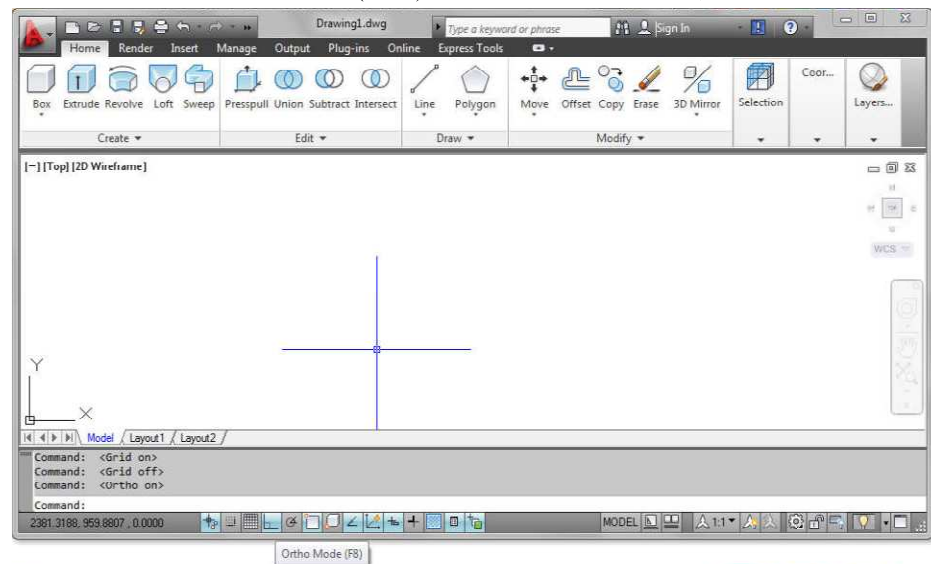 Drawing1.dwg
Type a keyword or phrase
Sign In
Home Render Insert Manage Output Plug-ins Online Express Tools
Box Extrude Revolve Loft Sweep Presspull Union Subtract Intersect Line Polygon Move Offset Copy Erase 3D Mirror Selection Coor... Layers...
Create Edit Draw Modify
[−] [Top] [2D Wireframe]
TOP
WCS
Y
X
Model Layout1 Layout2
Command: <Grid on>
Command: <Grid off>
Command: <Ortho on>
Command:
2381.3188, 959.8807 , 0.0000 MODEL 1:1
Ortho Mode (F8)